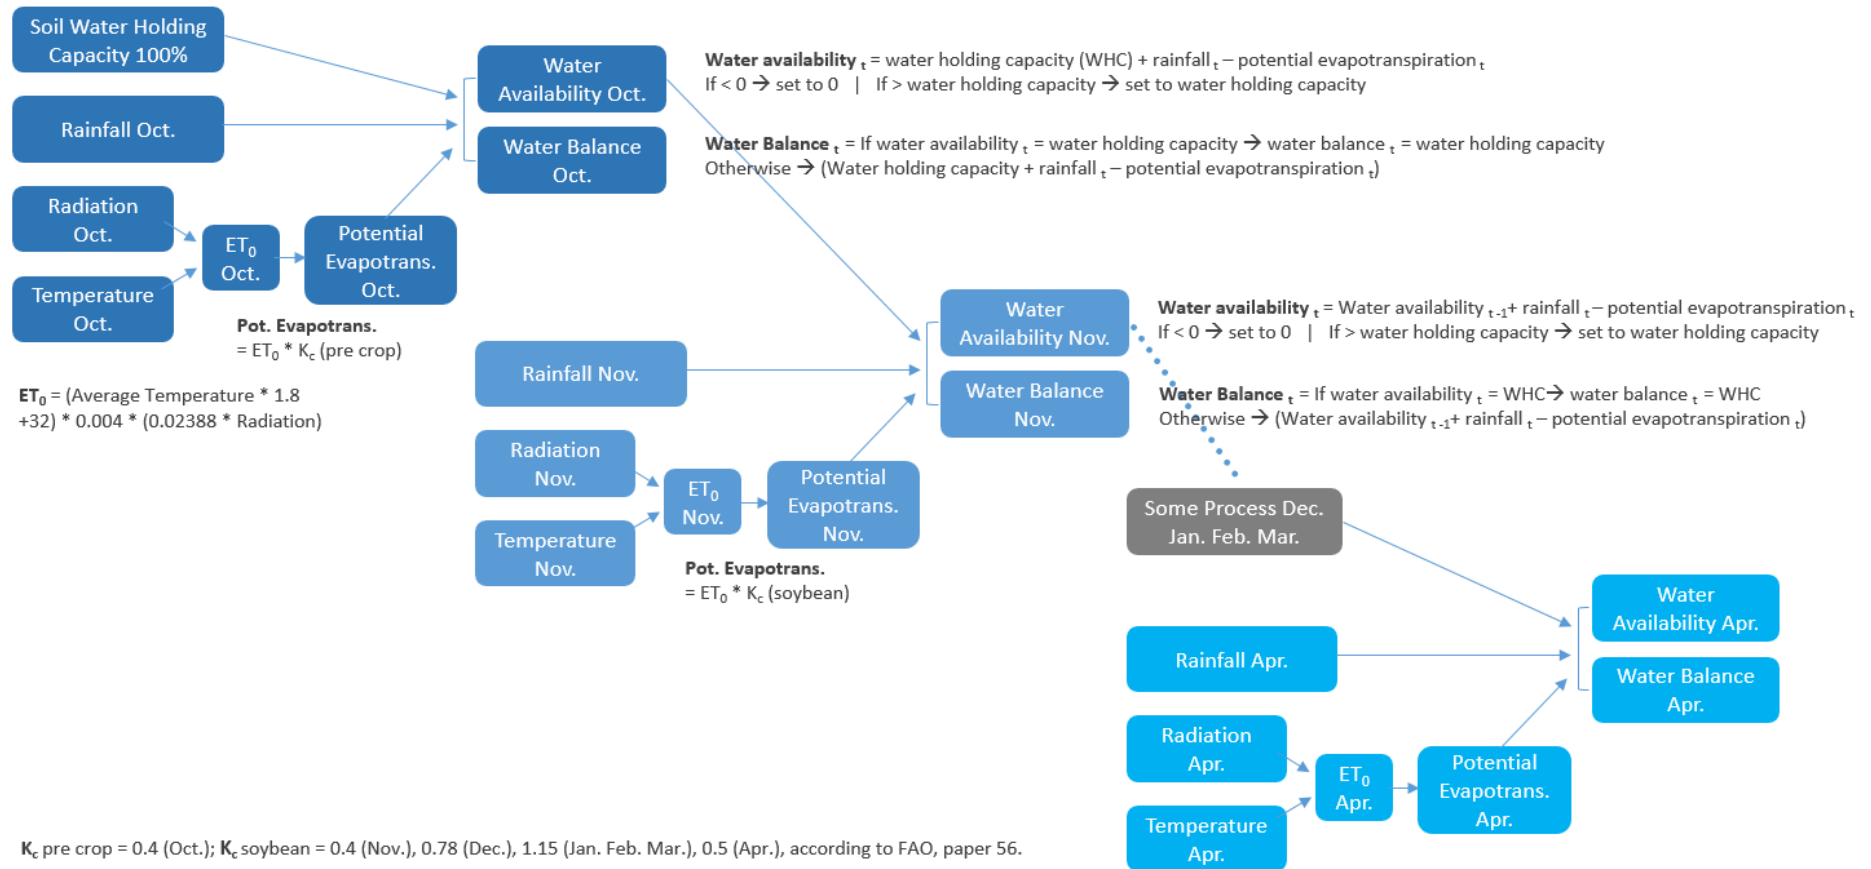 Soil Water Holding
Capacity 100%
Rainfall Oct.
Radiation
Oct.
Temperature
Oct.
ET0
Oct.
Potential
Evapotrans.
Oct.
Water
Availability Oct.
Water Balance
Oct.
Water availability t = water holding capacity (WHC) + rainfall t – potential evapotranspiration t
If < 0 → set to 0 | If > water holding capacity → set to water holding capacity
Water Balance t = If water availability t = water holding capacity → water balance t = water holding capacity
Otherwise → (Water holding capacity + rainfall t – potential evapotranspiration t)
Pot. Evapotrans.
= ET0 * Kc (pre crop)
ET0 = (Average Temperature * 1.8
+32) * 0.004 * (0.02388 * Radiation)
Rainfall Nov.
Radiation
Nov.
Temperature
Nov.
ET0
Nov.
Potential
Evapotrans.
Nov.
Water
Availability Nov.
Water Balance
Nov.
Water availability t = Water availability t -1+ rainfall t – potential evapotranspiration t
If < 0 → set to 0 | If > water holding capacity → set to water holding capacity
Water Balance t = If water availability t = WHC→ water balance t = WHC
Otherwise → (Water availability t -1+ rainfall t – potential evapotranspiration t)
Pot. Evapotrans.
= ET0 * Kc (soybean)
Some Process Dec.
Jan. Feb. Mar.
Rainfall Apr.
Radiation
Apr.
Temperature
Apr.
ET0
Apr.
Potential
Evapotrans.
Apr.
Water
Availability Apr.
Water Balance
Apr.
Kc pre crop = 0.4 (Oct.); Kc soybean = 0.4 (Nov.), 0.78 (Dec.), 1.15 (Jan. Feb. Mar.), 0.5 (Apr.), according to FAO, paper 56.